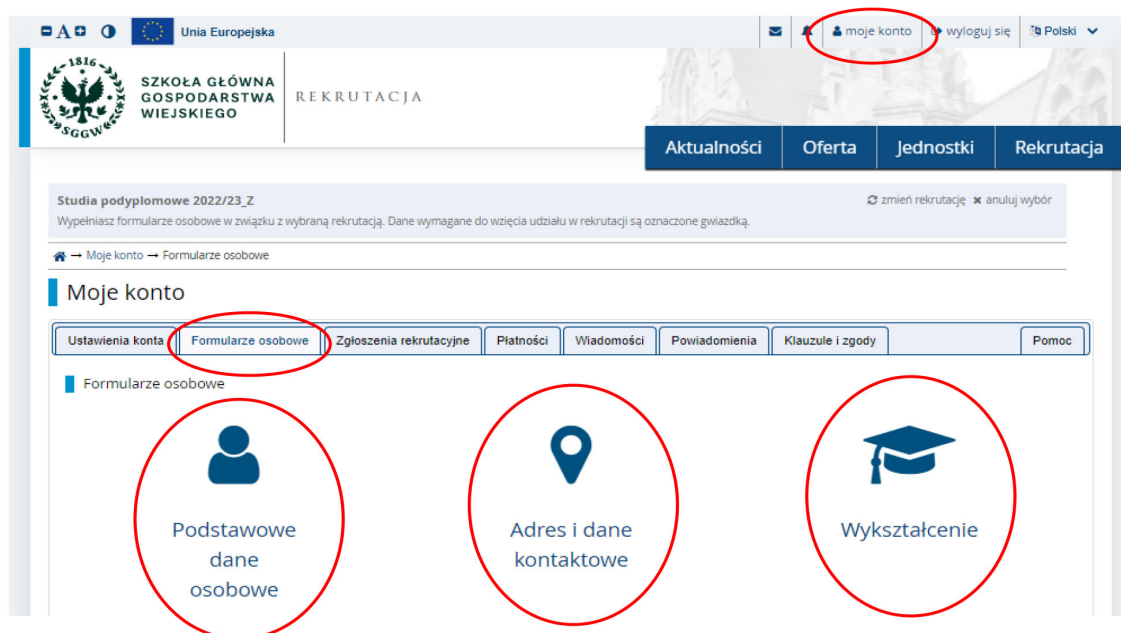 A Unia Europejska moje konto wyloguj się Polski
1816
SGGW
SZKOŁA GŁÓWNA
GOSPODARSTWA
WIEJSKIEGO
REKRUTACJA
Aktualności Oferta Jednostki Rekrutacja
Studia podyplomowe 2022/23_Z zmień rekrutację anuluj wybór
Wypełniasz formularze osobowe w związku z wybraną rekrutacją. Dane wymagane do wzięcia udziału w rekrutacji są oznaczone gwiazdką.
→ Moje konto → Formularze osobowe
Moje konto
Ustawienia konta Formularze osobowe Zgłoszenia rekrutacyjne Płatności Wiadomości Powiadomienia Klauzule i zgody Pomoc
Formularze osobowe
Podstawowe
dane
osobowe
Adres i dane
kontaktowe
Wykształcenie